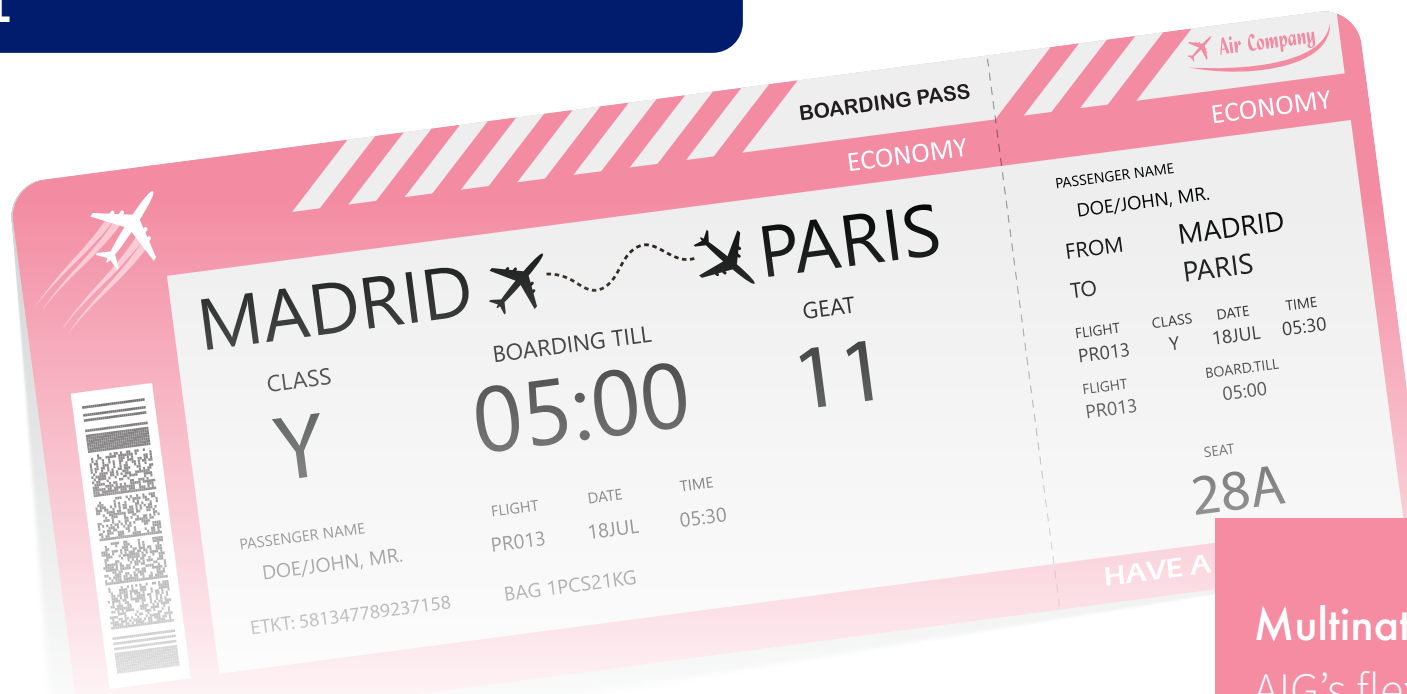 BOARDING PASS
ECONOMY
MADRID PARIS
CLASS
Y
BOARDING TILL
05:00
GEAT
11
PASSENGER NAME
DOE/JOHN, MR.
FLIGHT DATE TIME
PR013 18JUL 05:30
ETKT: 581347789237158
BAG 1PCS21KG
Air Company
ECONOMY
PASSENGER NAME
DOE/JOHN, MR.
FROM MADRID
TO PARIS
FLIGHT CLASS DATE TIME
PR013 Y 18JUL 05:30
FLIGHT BOARD.TILL
PR013 05:00
SEAT
28A
HAVE A
AIG's